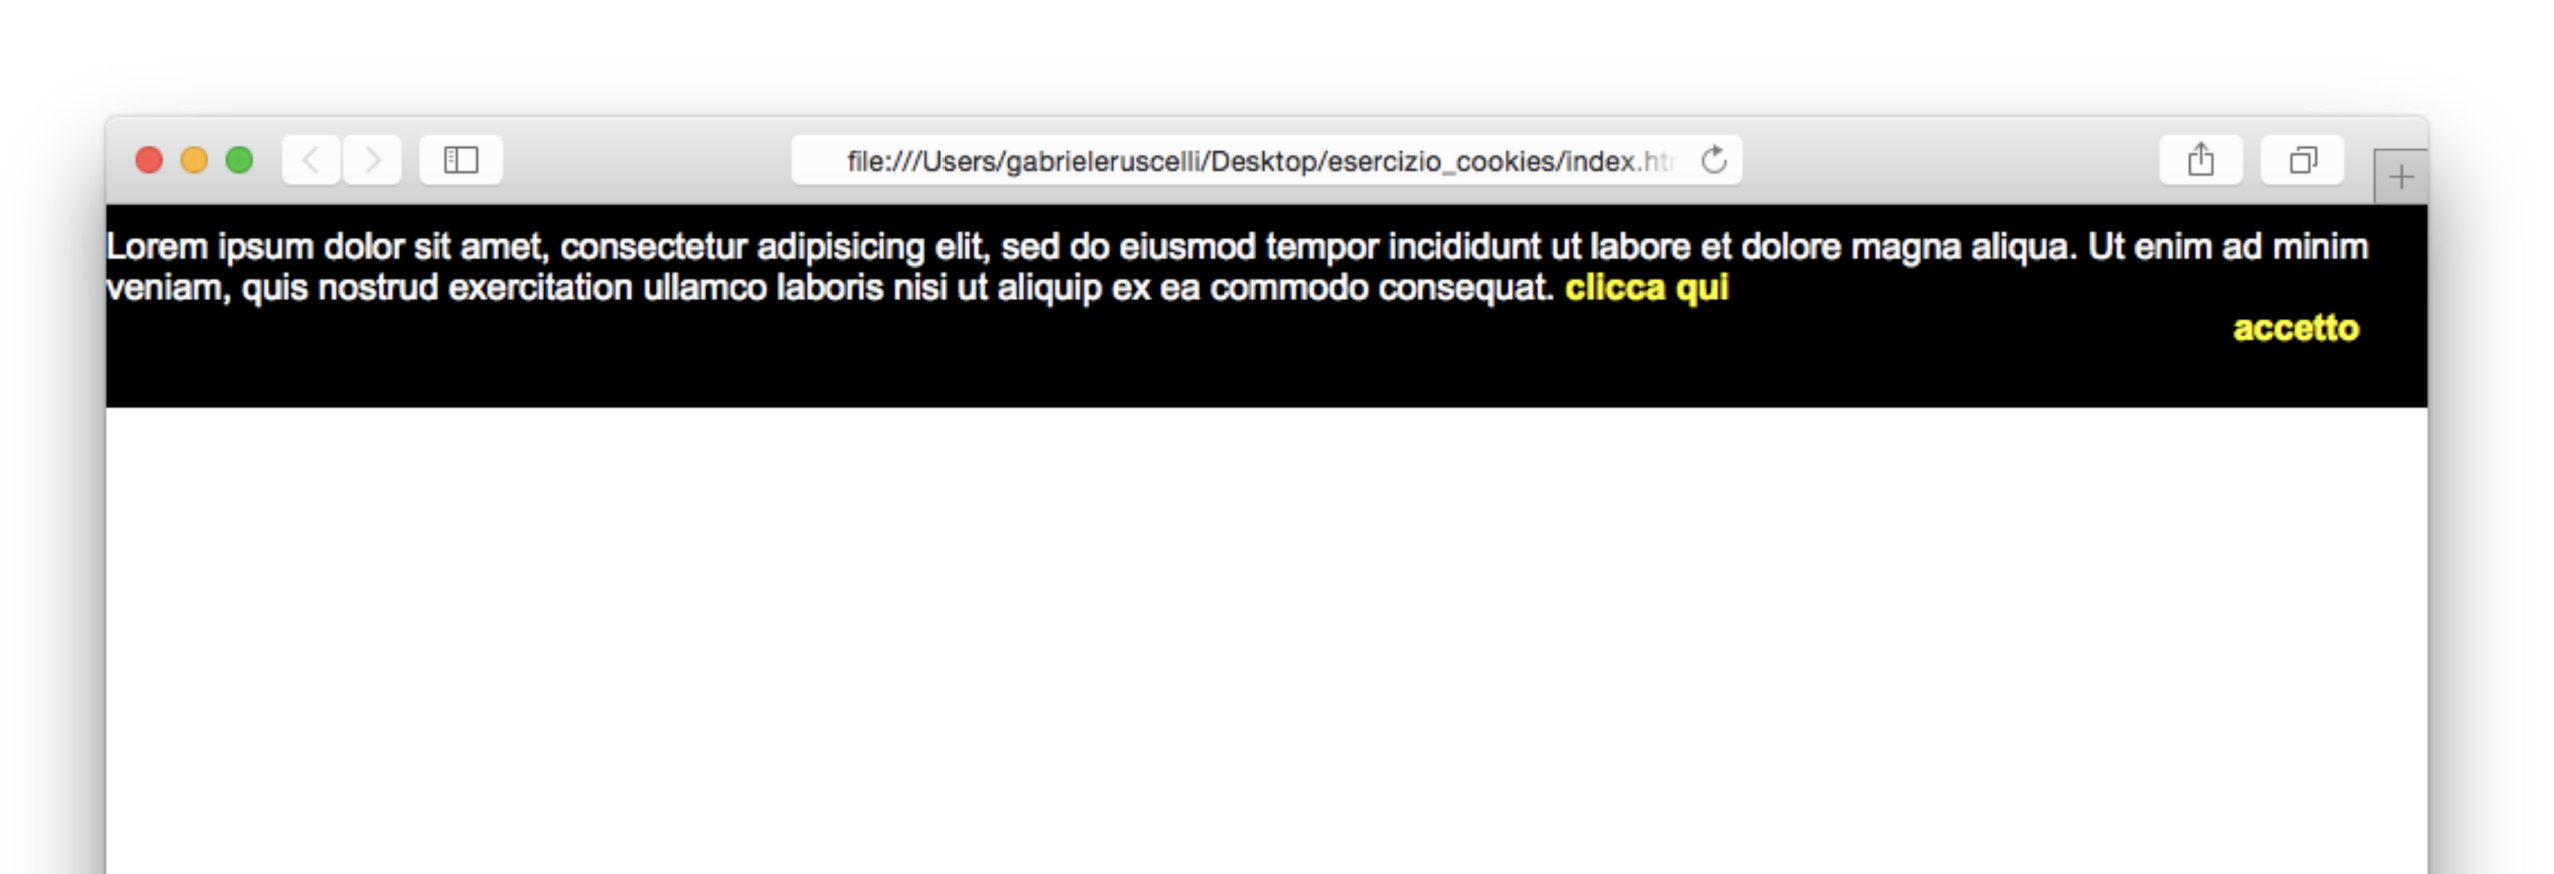 file:///Users/gabrieleruscelli/Desktop/esercizio_cookies/index.htm
Lorem ipsum dolor sit amet, consectetur adipisicing elit, sed do eiusmod tempor incididunt ut labore et dolore magna aliqua. Ut enim ad minim
veniam, quis nostrud exercitation ullamco laboris nisi ut aliquip ex ea commodo consequat. clicca qui
accetto